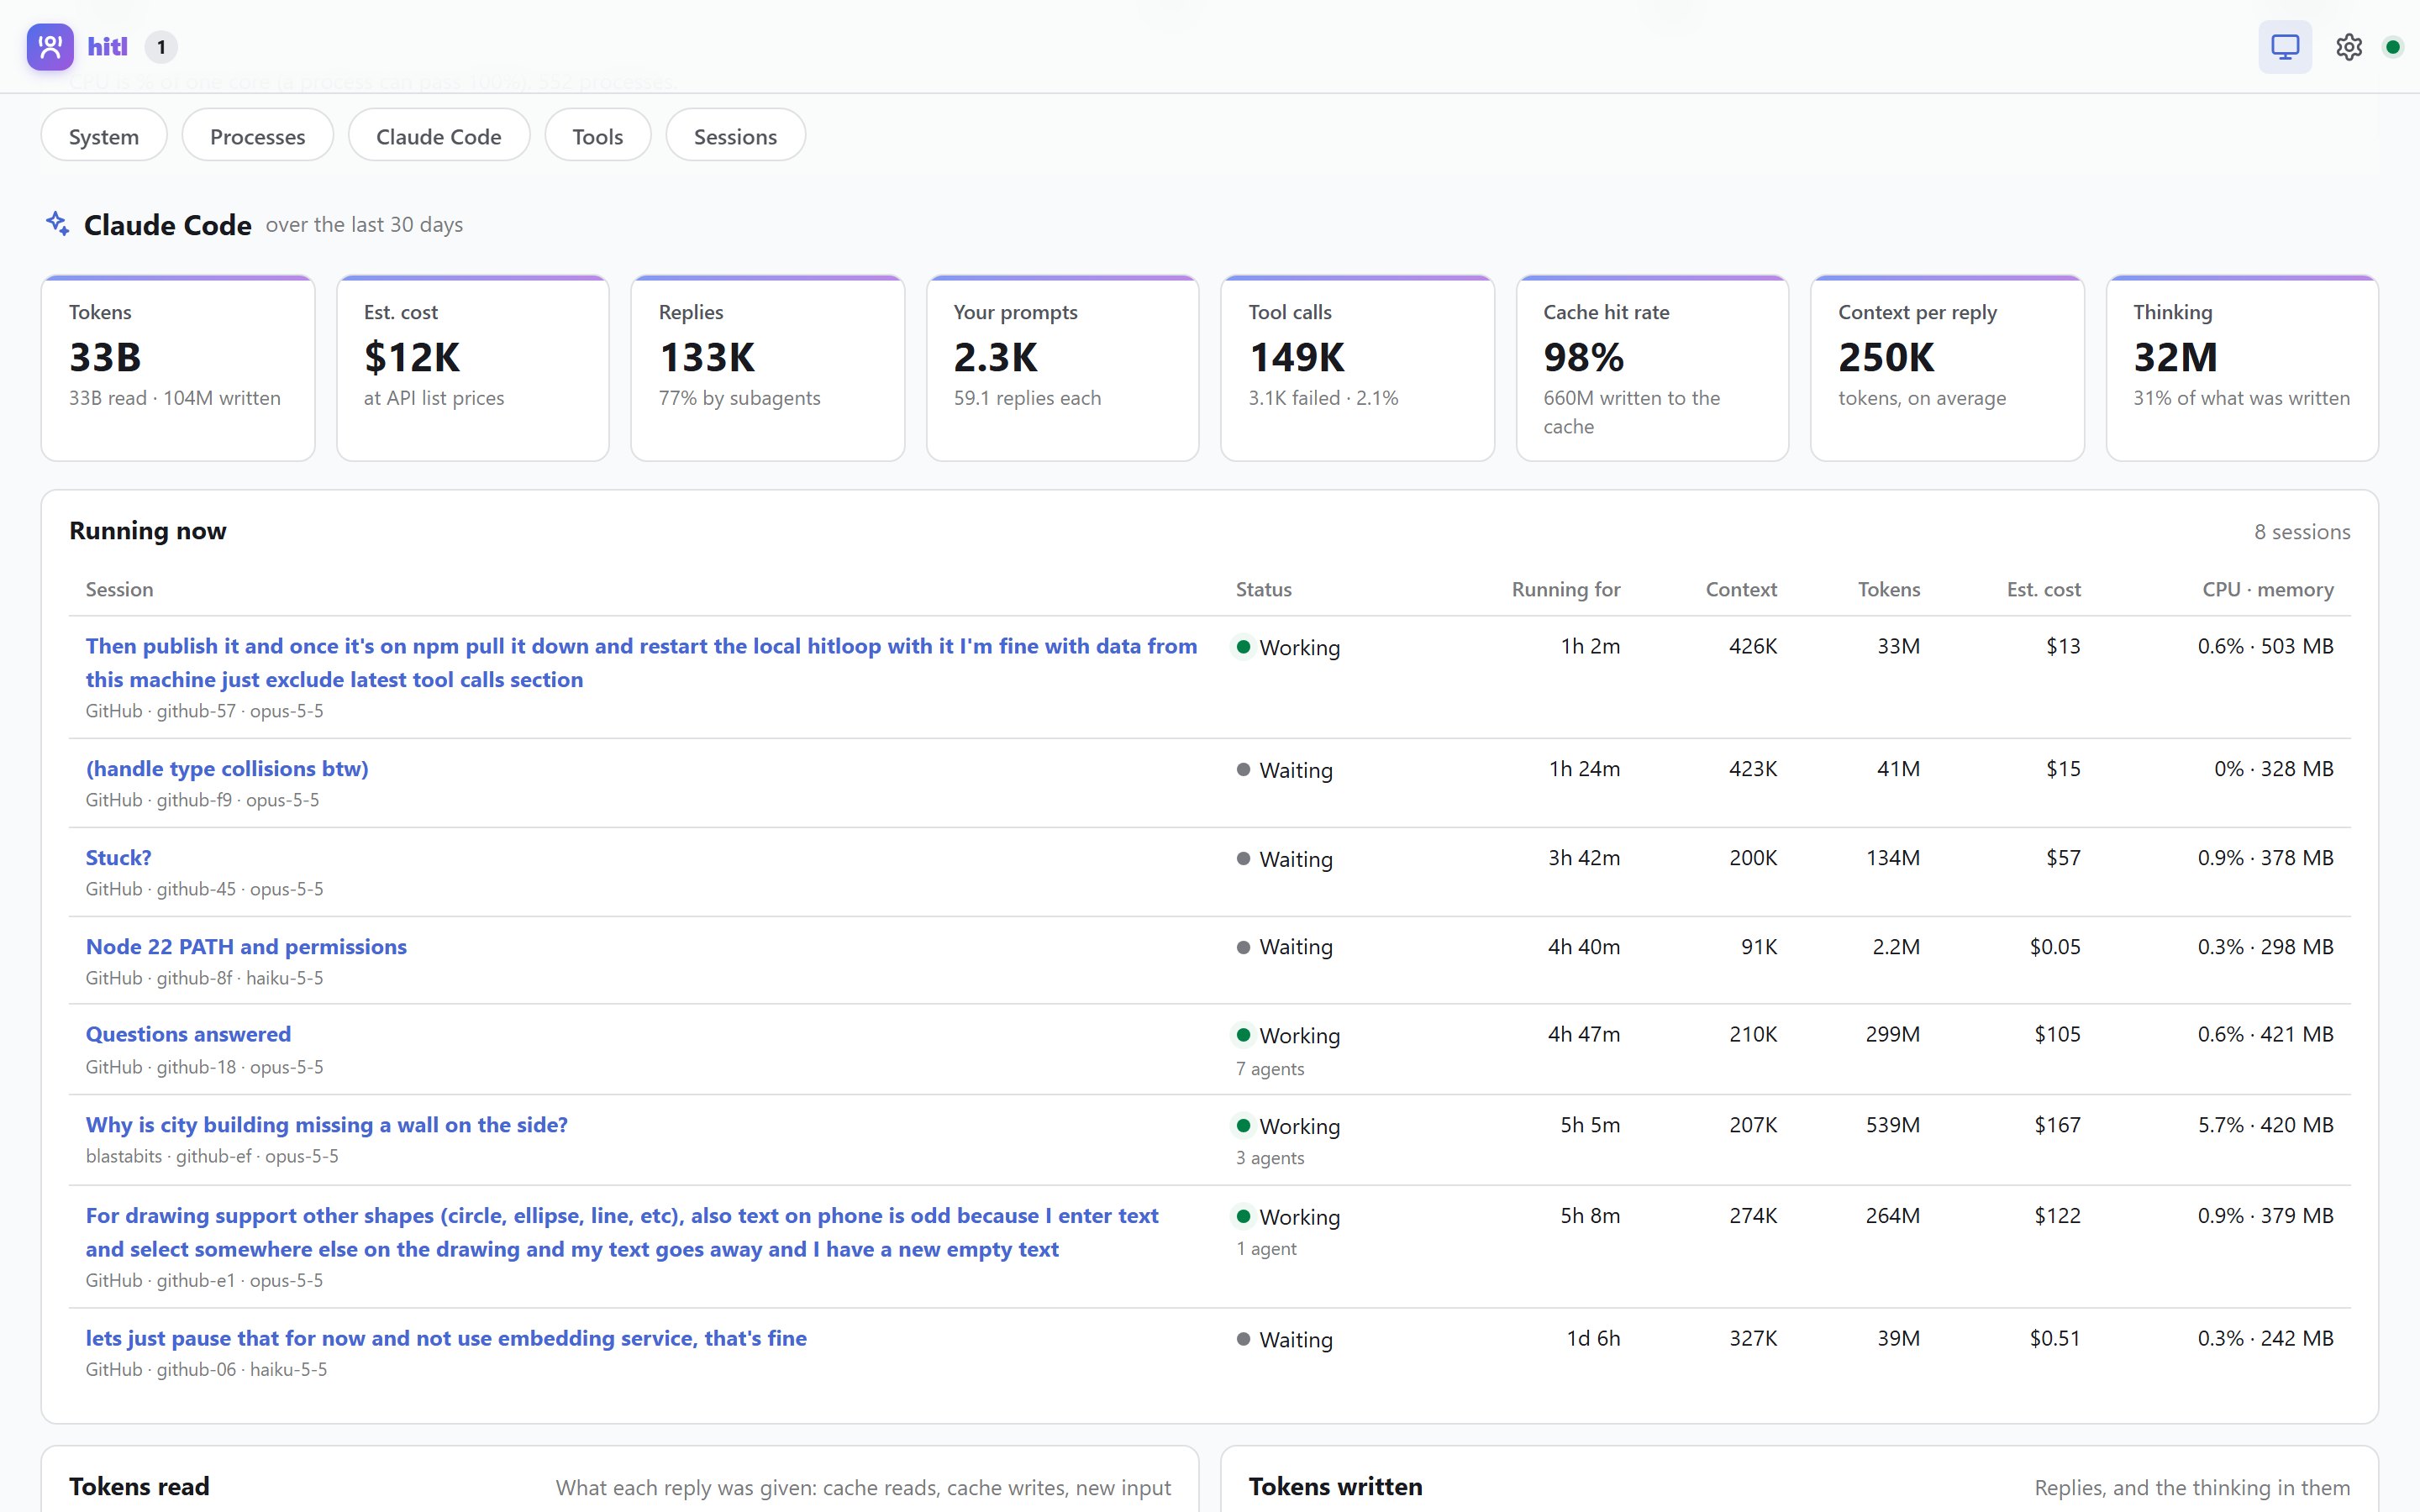 hitl 1
CPU is % of one core (a process can pass 100%). 552 processes.
System Processes Claude Code Tools Sessions
Claude Code over the last 30 days
Tokens
33B
33B read · 104M written
Est. cost
$12K
at API list prices
Replies
133K
77% by subagents
Your prompts
2.3K
59.1 replies each
Tool calls
149K
3.1K failed · 2.1%
Cache hit rate
98%
660M written to the
cache
Context per reply
250K
tokens, on average
Thinking
32M
31% of what was written
Running now 8 sessions
Session Status Running for Context Tokens Est. cost CPU · memory
Then publish it and once it's on npm pull it down and restart the local hitloop with it I'm fine with data from Working 1h 2m 426K 33M $13 0.6% · 503 MB
this machine just exclude latest tool calls section
GitHub · github-57 · opus-5-5
(handle type collisions btw) Waiting 1h 24m 423K 41M $15 0% · 328 MB
GitHub · github-f9 · opus-5-5
Stuck? Waiting 3h 42m 200K 134M $57 0.9% · 378 MB
GitHub · github-45 · opus-5-5
Node 22 PATH and permissions Waiting 4h 40m 91K 2.2M $0.05 0.3% · 298 MB
GitHub · github-8f · haiku-5-5
Questions answered Working 4h 47m 210K 299M $105 0.6% · 421 MB
GitHub · github-18 · opus-5-5 7 agents
Why is city building missing a wall on the side? Working 5h 5m 207K 539M $167 5.7% · 420 MB
blastabits · github-ef · opus-5-5 3 agents
For drawing support other shapes (circle, ellipse, line, etc), also text on phone is odd because I enter text Working 5h 8m 274K 264M $122 0.9% · 379 MB
and select somewhere else on the drawing and my text goes away and I have a new empty text 1 agent
GitHub · github-e1 · opus-5-5
lets just pause that for now and not use embedding service, that's fine Waiting 1d 6h 327K 39M $0.51 0.3% · 242 MB
GitHub · github-06 · haiku-5-5
Tokens read What each reply was given: cache reads, cache writes, new input
Tokens written Replies, and the thinking in them